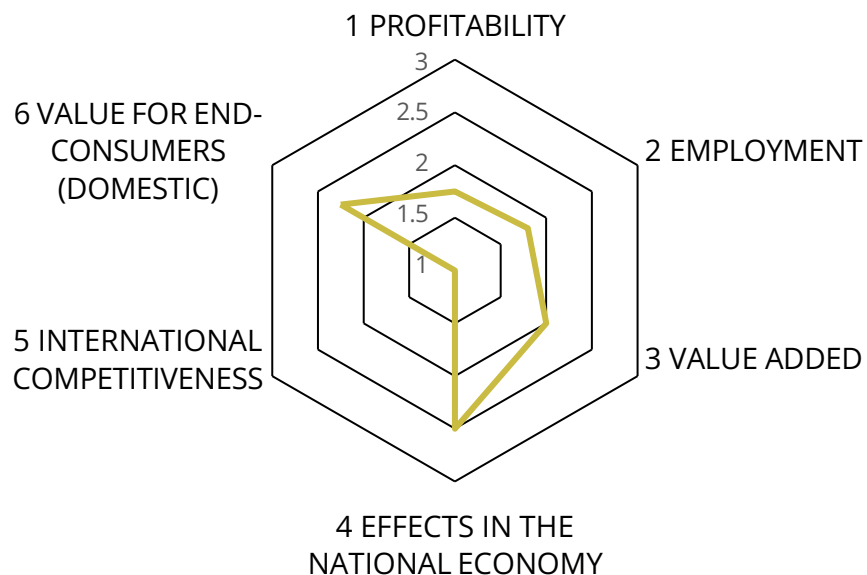 1 PROFITABILITY
3
2.5
2
1.5
1
6 VALUE FOR END-
CONSUMERS
(DOMESTIC)
2 EMPLOYMENT
5 INTERNATIONAL
COMPETITIVENESS
3 VALUE ADDED
4 EFFECTS IN THE
NATIONAL ECONOMY